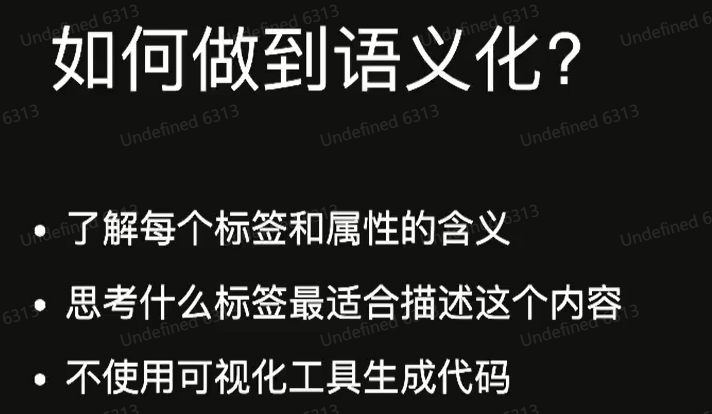 如何做到语义化?
• 了解每个标签和属性的含义
• 思考什么标签最适合描述这个内容
• 不使用可视化工具生成代码
Undefined 6313